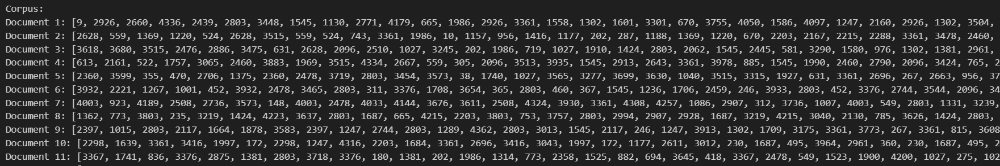 Corpus:
Document 1: [9, 2926, 2660, 4336, 2439, 2803, 3448, 1545, 1130, 2771, 4179, 665, 1986, 2926, 3361, 1558, 1302, 1601, 3301, 670, 3755, 4050, 1586, 4097, 1247, 2160, 2926, 1302, 3504,
Document 2: [2628, 559, 1369, 1220, 524, 2628, 3515, 559, 524, 743, 3361, 1986, 10, 1157, 956, 1416, 1177, 202, 287, 1188, 1369, 1220, 670, 2203, 2167, 2215, 2288, 3361, 3478, 2460,
Document 3: [3618, 3680, 3515, 2476, 2886, 3475, 631, 2628, 2096, 2510, 1027, 3245, 202, 1986, 719, 1027, 1910, 1424, 2803, 2062, 1545, 2445, 581, 3290, 1580, 976, 1302, 1381, 2961,
Document 4: [613, 2161, 522, 1757, 3065, 2460, 3883, 1969, 3515, 4334, 2667, 559, 305, 2096, 3513, 3935, 1545, 2913, 2643, 3361, 3978, 885, 1545, 1990, 2460, 2790, 2096, 3424, 765, 2
Document 5: [2360, 3599, 355, 470, 2706, 1375, 2360, 2478, 3719, 2803, 3454, 3573, 38, 1740, 1027, 3565, 3277, 3699, 3630, 1040, 3515, 3315, 1927, 631, 3361, 2696, 267, 2663, 956, 37
Document 6: [3932, 2221, 1267, 1001, 452, 3932, 2478, 3465, 2803, 311, 3376, 1708, 3654, 365, 2803, 460, 367, 1545, 1236, 1706, 2459, 246, 3933, 2803, 452, 3376, 2744, 3544, 2096, 34
Document 7: [4003, 923, 4189, 2508, 2736, 3573, 148, 4003, 2478, 4033, 4144, 3676, 3611, 2508, 4324, 3930, 3361, 4308, 4257, 1086, 2907, 312, 3736, 1007, 4003, 549, 2803, 1331, 3239,
Document 8: [1362, 773, 3803, 235, 3219, 1424, 4223, 3637, 2803, 1687, 665, 4215, 2203, 3803, 753, 3757, 2803, 2994, 2907, 2928, 1687, 3219, 4215, 3040, 2130, 785, 3626, 1424, 2803,
Document 9: [2397, 1015, 2803, 2117, 1664, 1878, 3583, 2397, 1247, 2744, 2803, 1289, 4362, 2803, 3013, 1545, 2117, 246, 1247, 3913, 1302, 1709, 3175, 3361, 3773, 267, 3361, 815, 3608
Document 10: [2298, 1639, 3361, 3416, 1997, 172, 2298, 1247, 4316, 2203, 1684, 3361, 2696, 3416, 3043, 1997, 172, 1177, 2611, 3012, 230, 1687, 495, 3964, 2961, 360, 230, 1687, 495, 2
Document 11: [3367, 1741, 836, 3376, 2875, 1381, 2803, 3718, 3376, 180, 1381, 202, 1986, 1314, 773, 2358, 1525, 882, 694, 3645, 418, 3367, 2478, 549, 1523, 1900, 4200, 1027, 275, 102